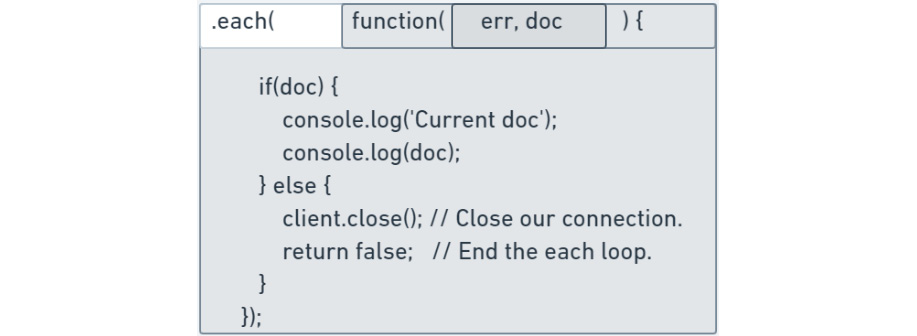 .each( function( err, doc ) {
if(doc) {
console.log('Current doc');
console.log(doc);
} else {
client.close(); // Close our connection.
return false; // End the each loop.
}
});